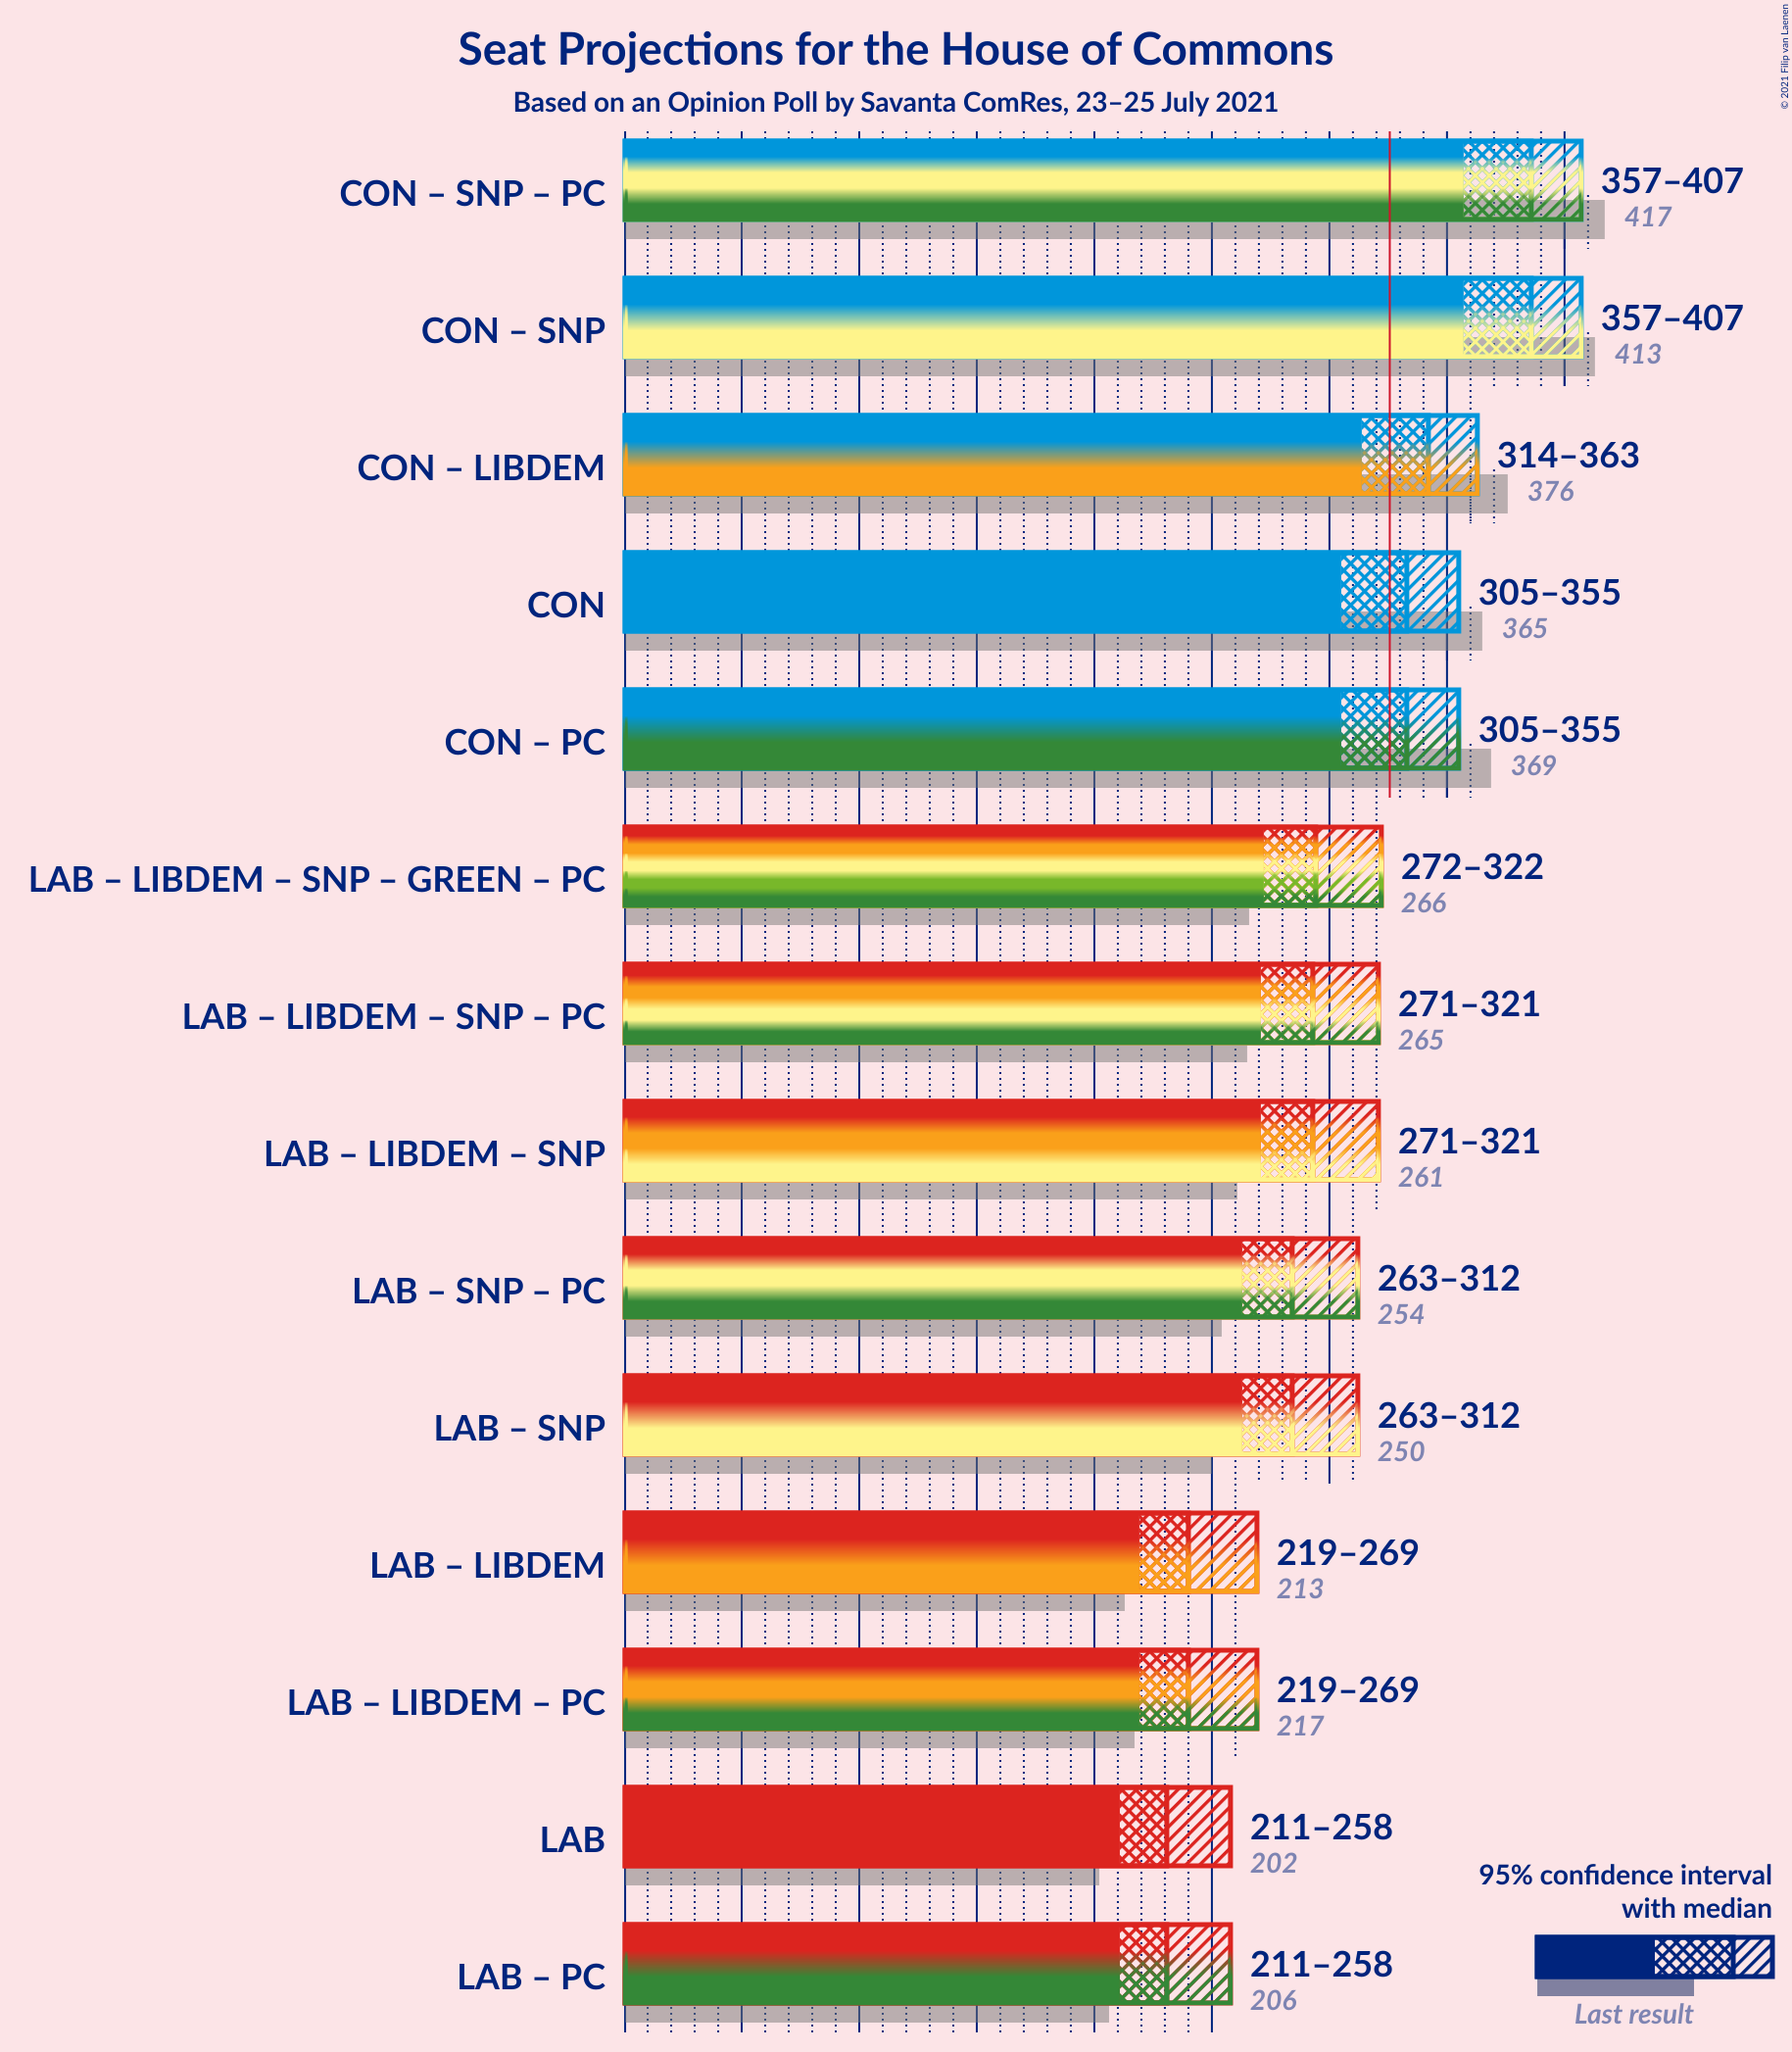 Seat Projections for the House of Commons
Based on an Opinion Poll by Savanta ComRes, 23–25 July 2021
© 2021 Filip van Laenen
CON – SNP – PC
357–407
417
CON – SNP
357–407
413
CON – LIBDEM
314–363
376
CON
305–355
365
CON – PC
305–355
369
LAB – LIBDEM – SNP – GREEN – PC
272–322
266
LAB – LIBDEM – SNP – PC
271–321
265
LAB – LIBDEM – SNP
271–321
261
LAB – SNP – PC
263–312
254
LAB – SNP
263–312
250
LAB – LIBDEM
219–269
213
LAB – LIBDEM – PC
219–269
217
LAB
211–258
202
LAB – PC
211–258
206
95% confidence interval
with median
Last result